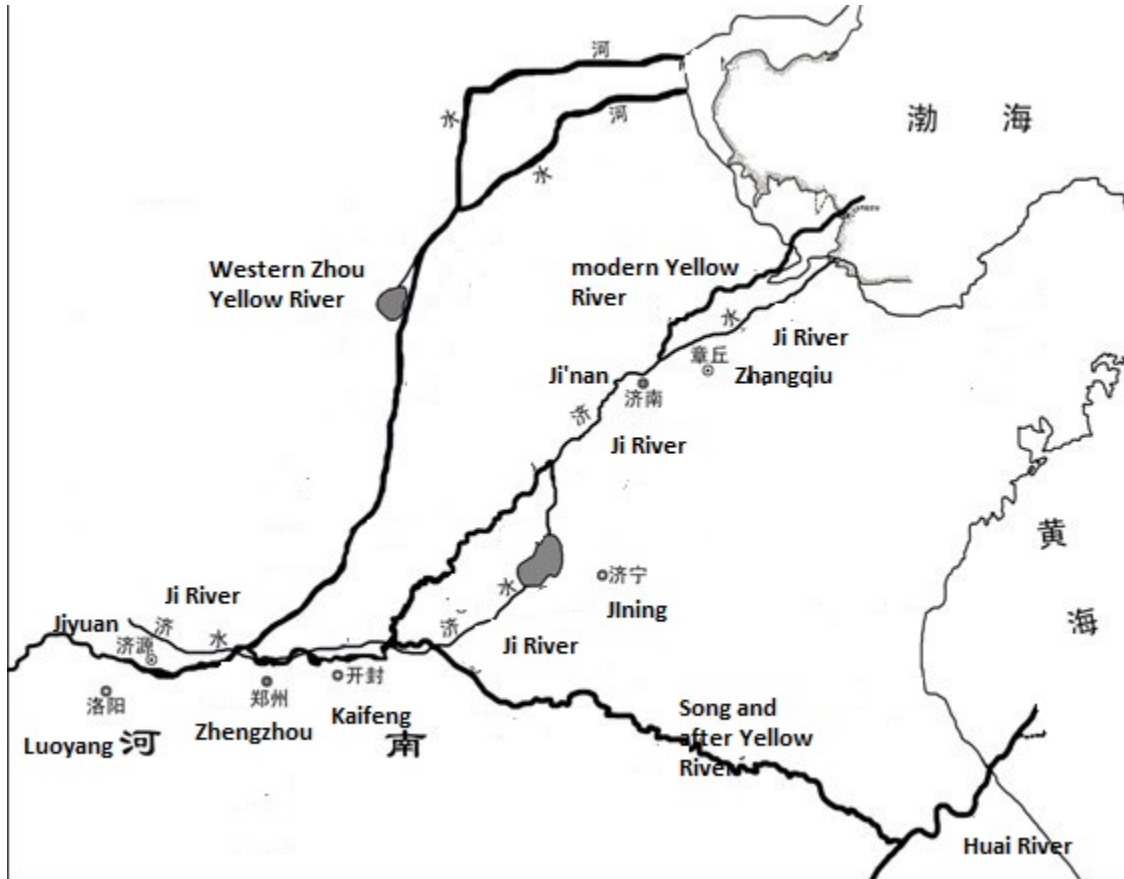 河
水
河
水
渤 海
Western Zhou
Yellow River
modern Yellow
River
水
Ji River
章丘
Zhangqiu
Ji'nan
济南
济
Ji River
黄
海
济宁
JIning
水
Ji River
济
水
济
Jiyuan
济源
Ji River
开封
Kaifeng
郑州
Zhengzhou
洛阳
Luoyang
河 南
Song and
after Yellow
River
Huai River